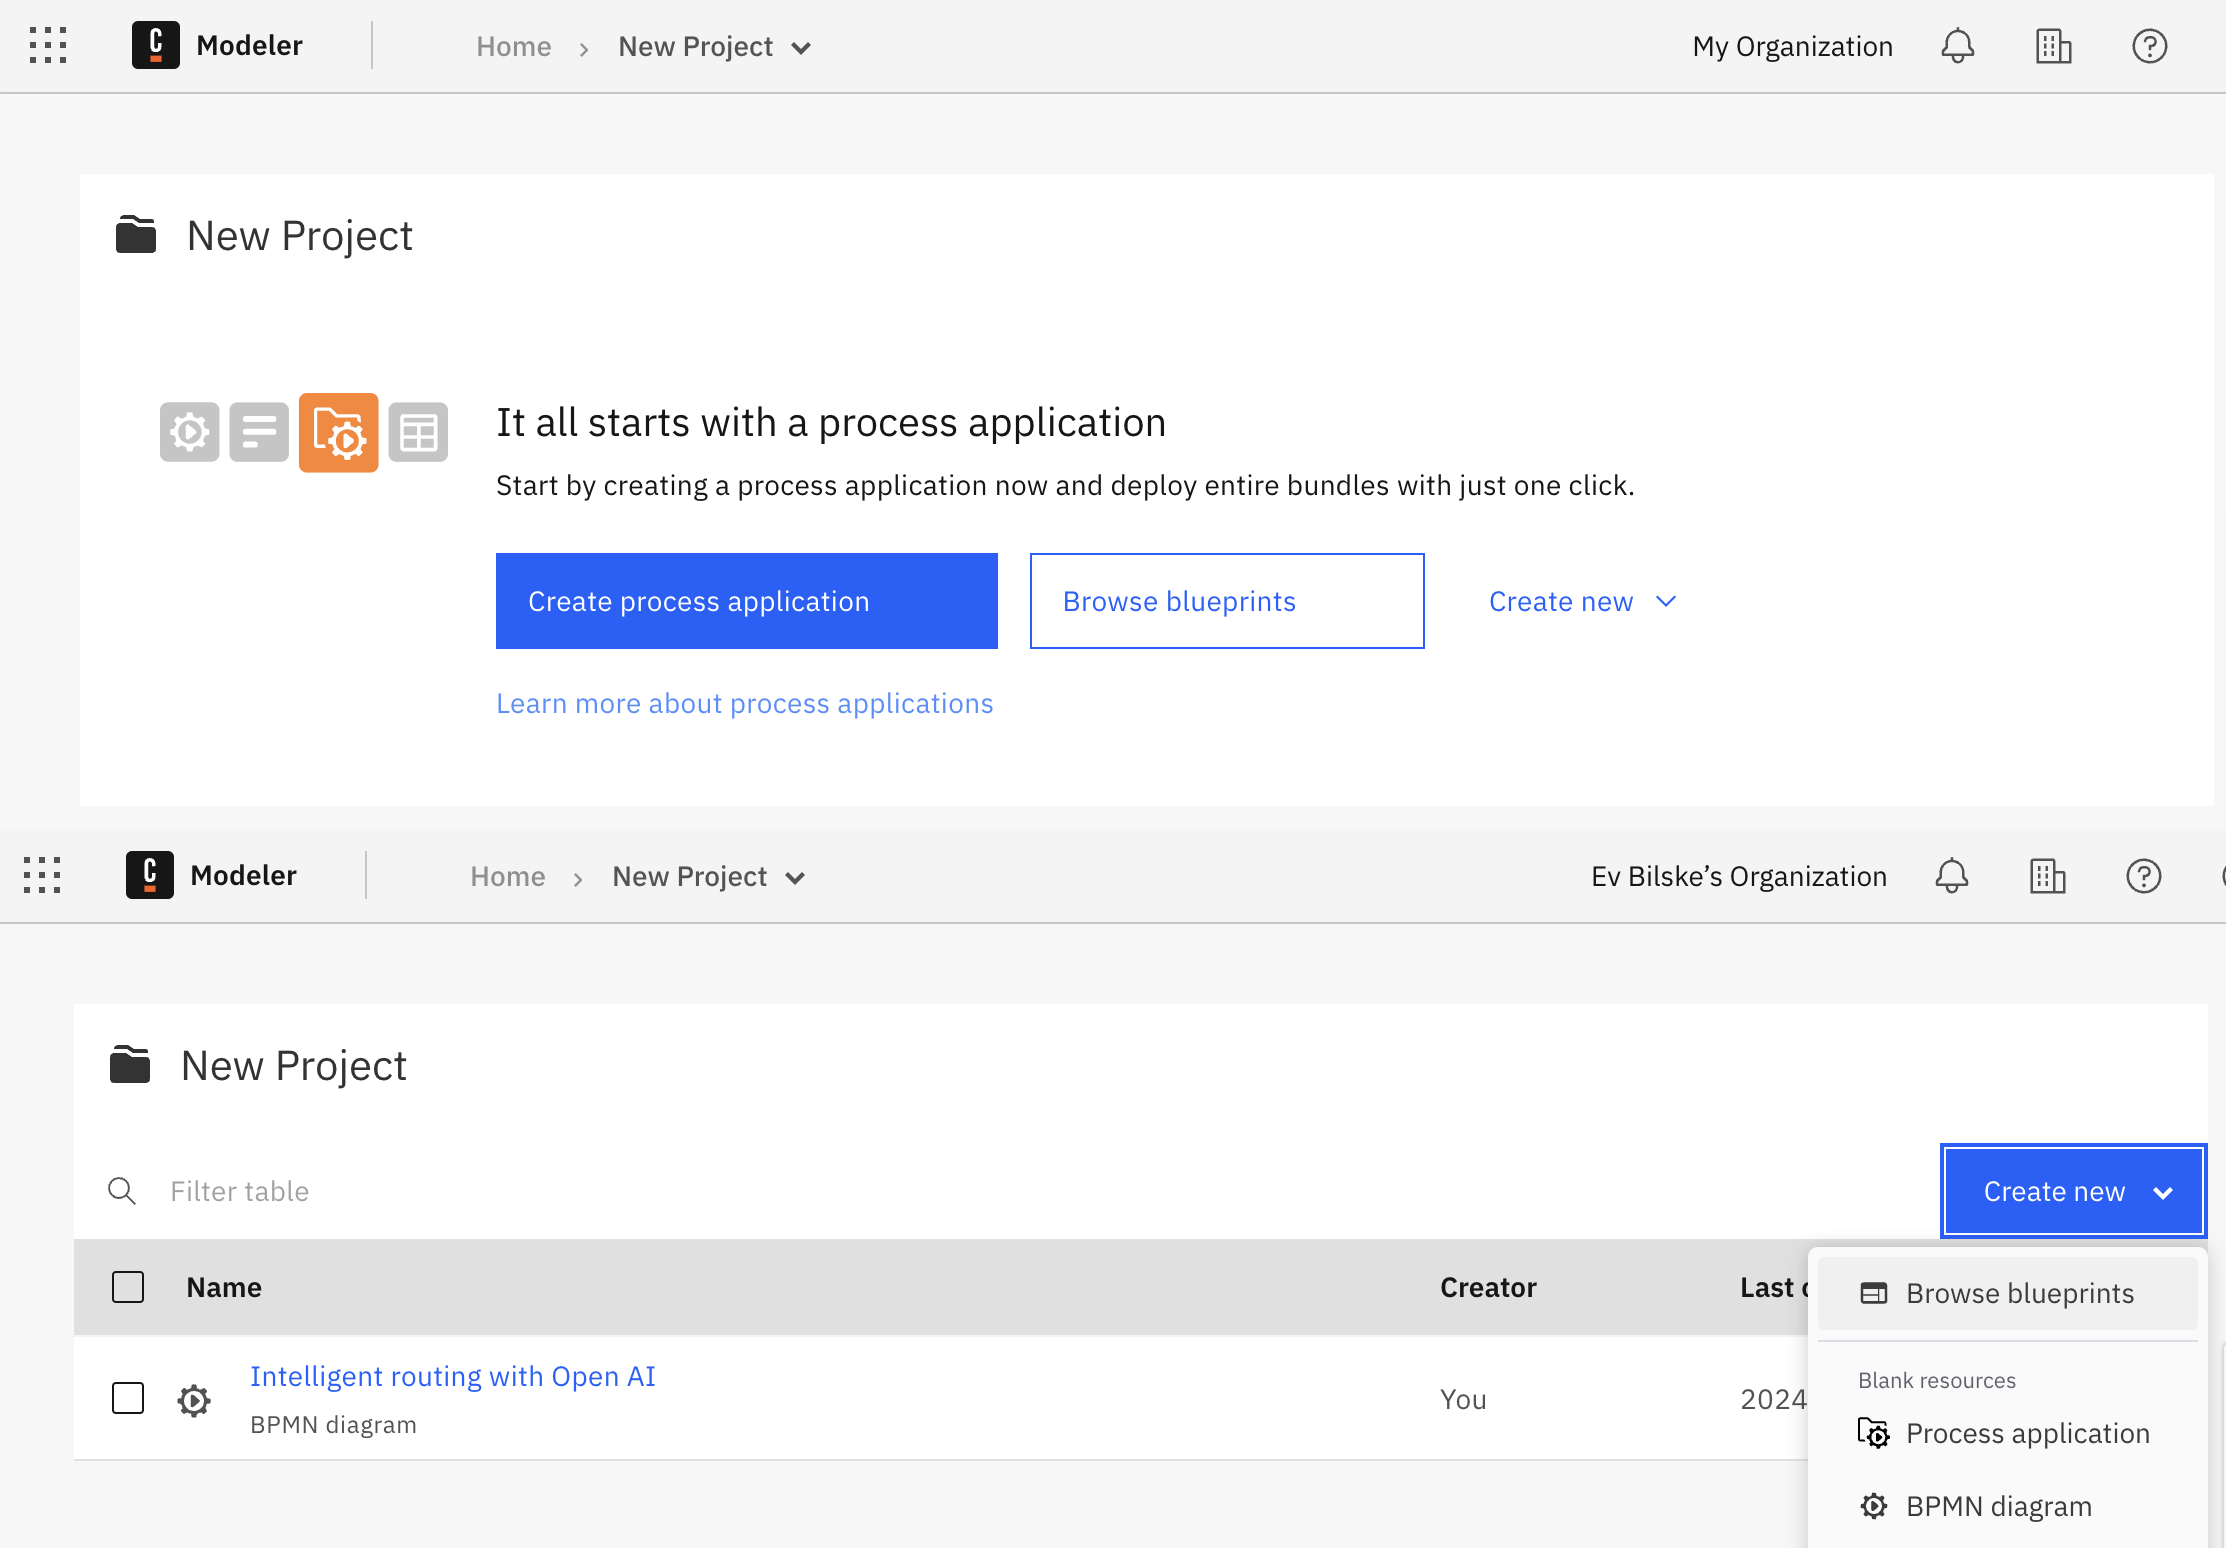 C Modeler Home > New Project My Organization
New Project
It all starts with a process application
Start by creating a process application now and deploy entire bundles with just one click.
Create process application Browse blueprints Create new
Learn more about process applications
C Modeler Home > New Project Ev Bilske’s Organization
New Project
Filter table Create new
Name Creator Last
Browse blueprints
Intelligent routing with Open AI
BPMN diagram
You 2024
Blank resources
Process application
BPMN diagram